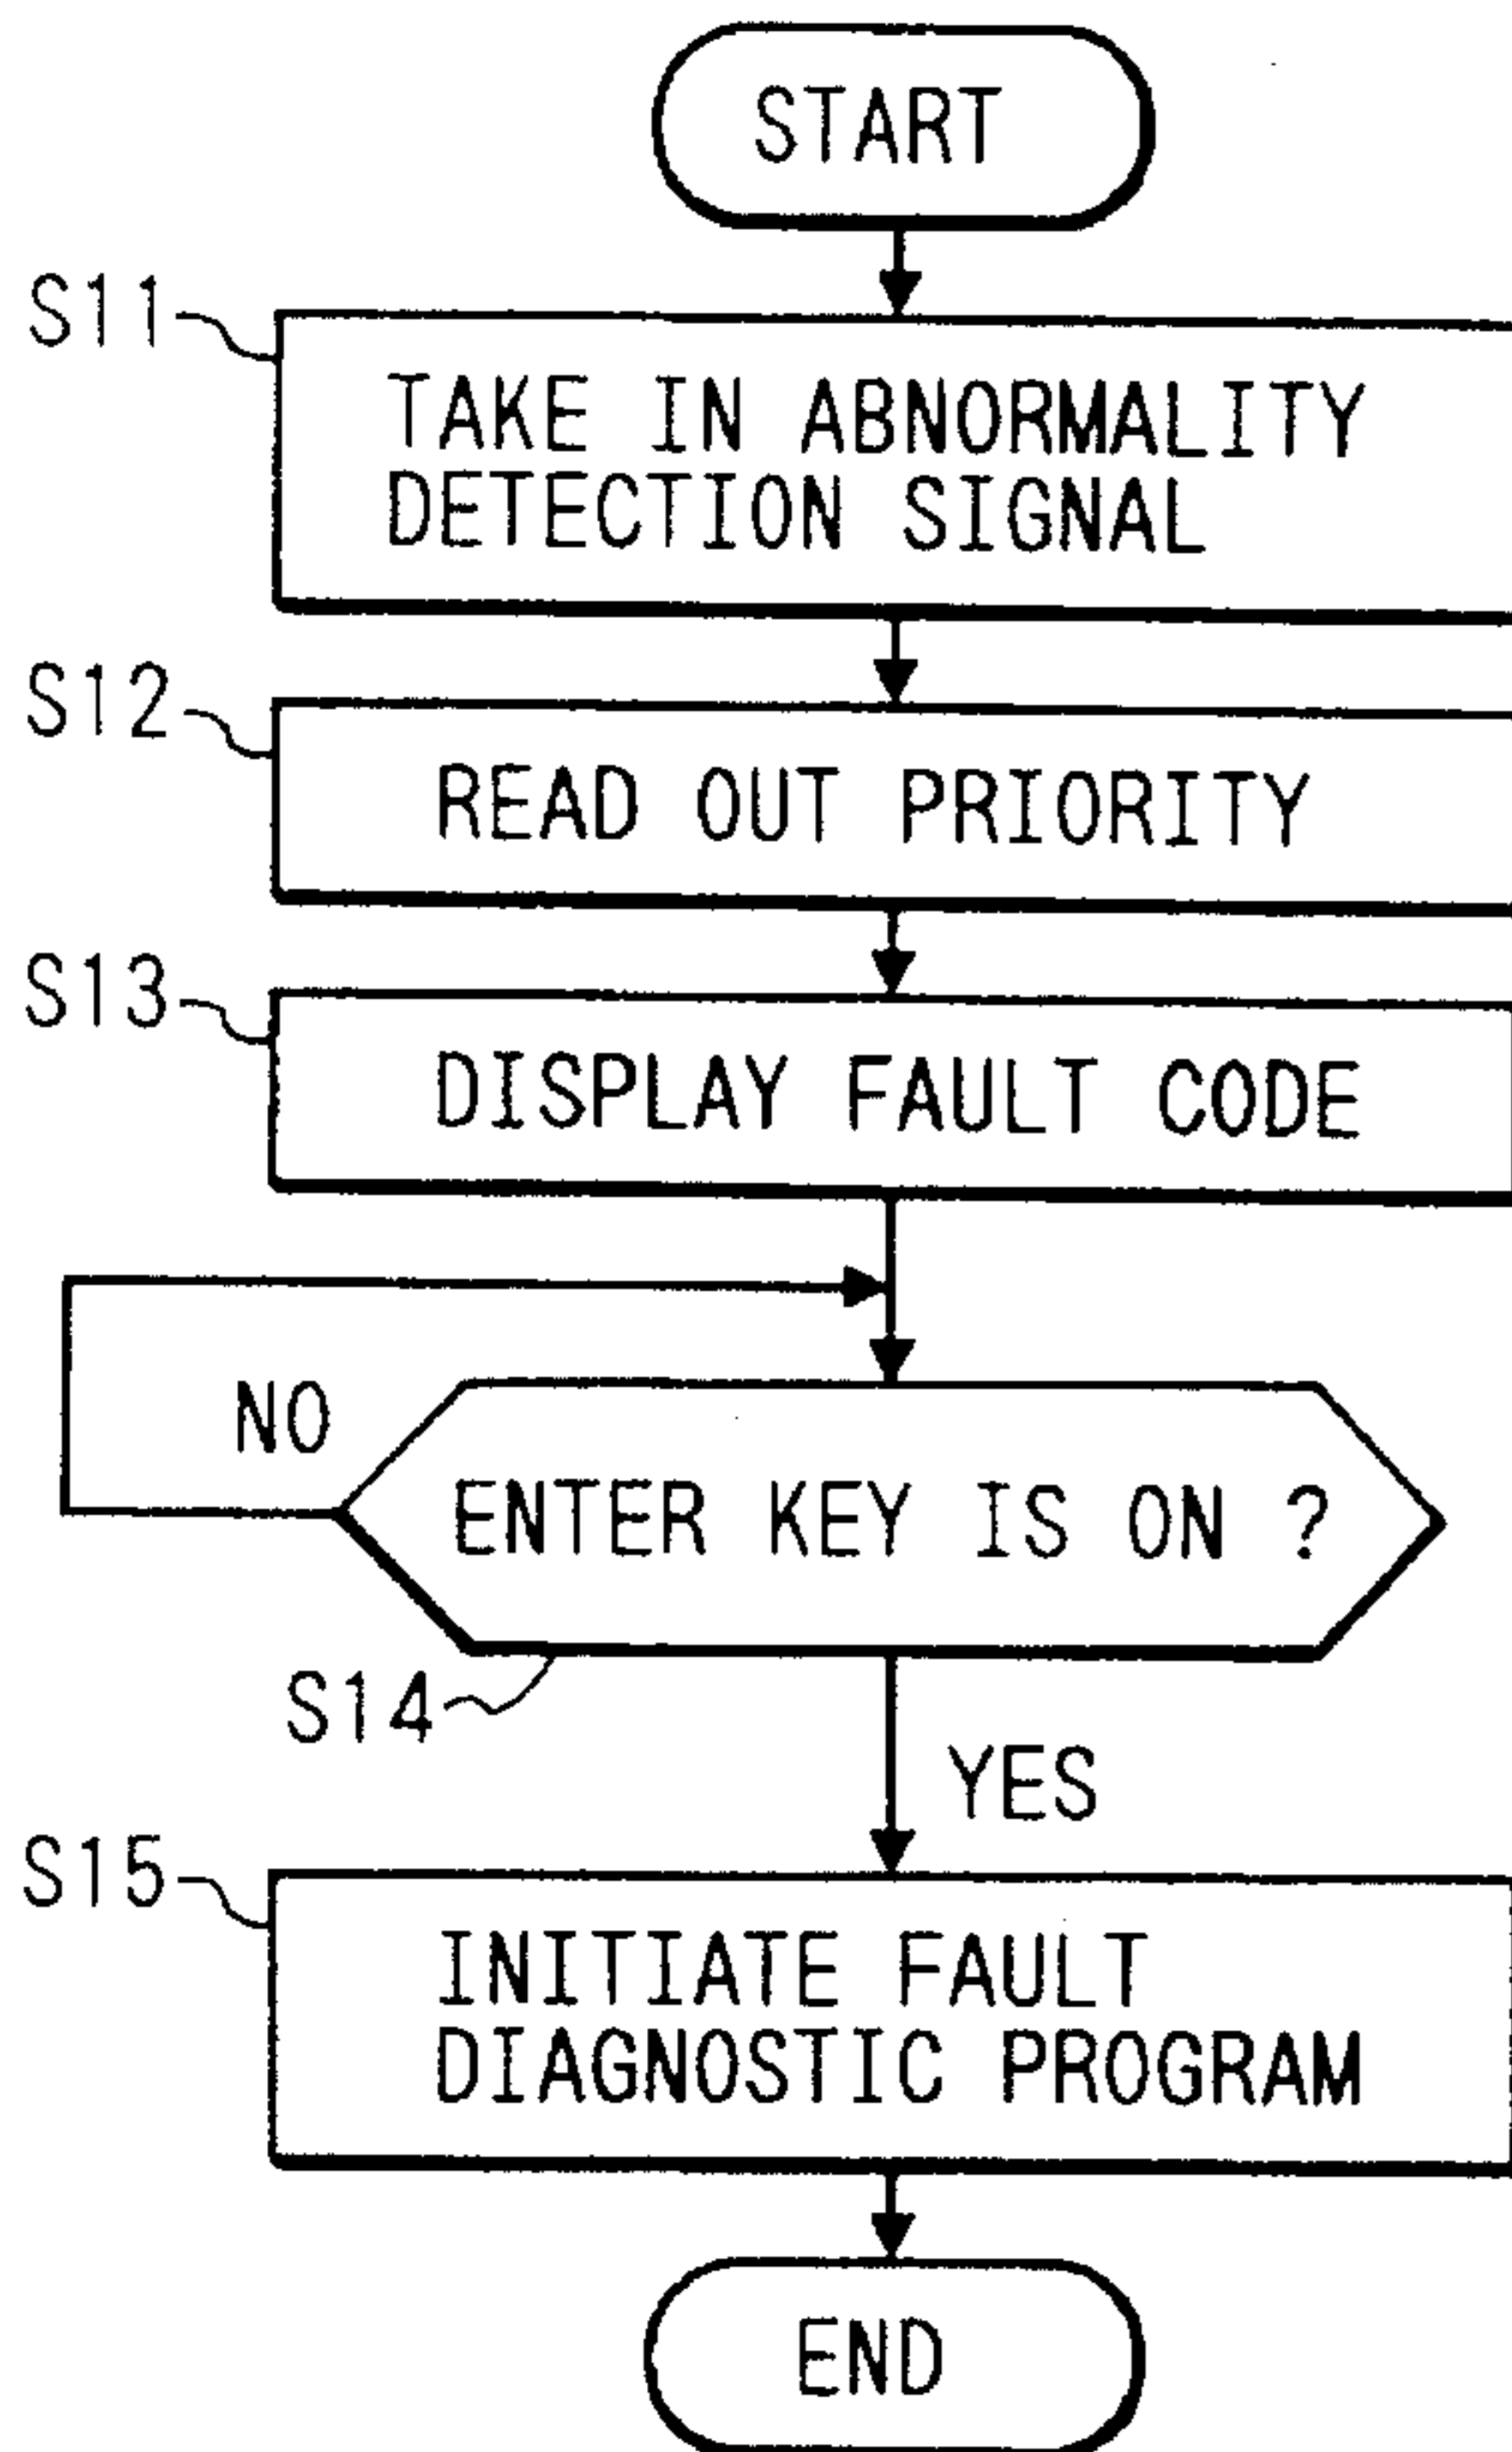 START
S11
TAKE IN ABNORMALITY
DETECTION SIGNAL
S12
READ OUT PRIORITY
S13
DISPLAY FAULT CODE
NO
ENTER KEY IS ON ?
S14
YES
S15
INITIATE FAULT
DIAGNOSTIC PROGRAM
END